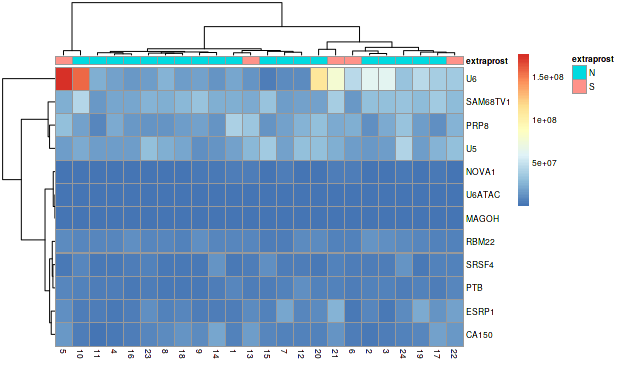 extraprost
U6
SAM68TV1
PRP8
U5
NOVA1
U6ATAC
MAGOH
RBM22
SRSF4
PTB
ESRP1
CA150
5 10 11 4 16 23 8 18 9 14 1 13 15 7 12 20 21 6 2 3 24 19 17 22
1.5e+08
1e+08
5e+07
extraprost
N
S